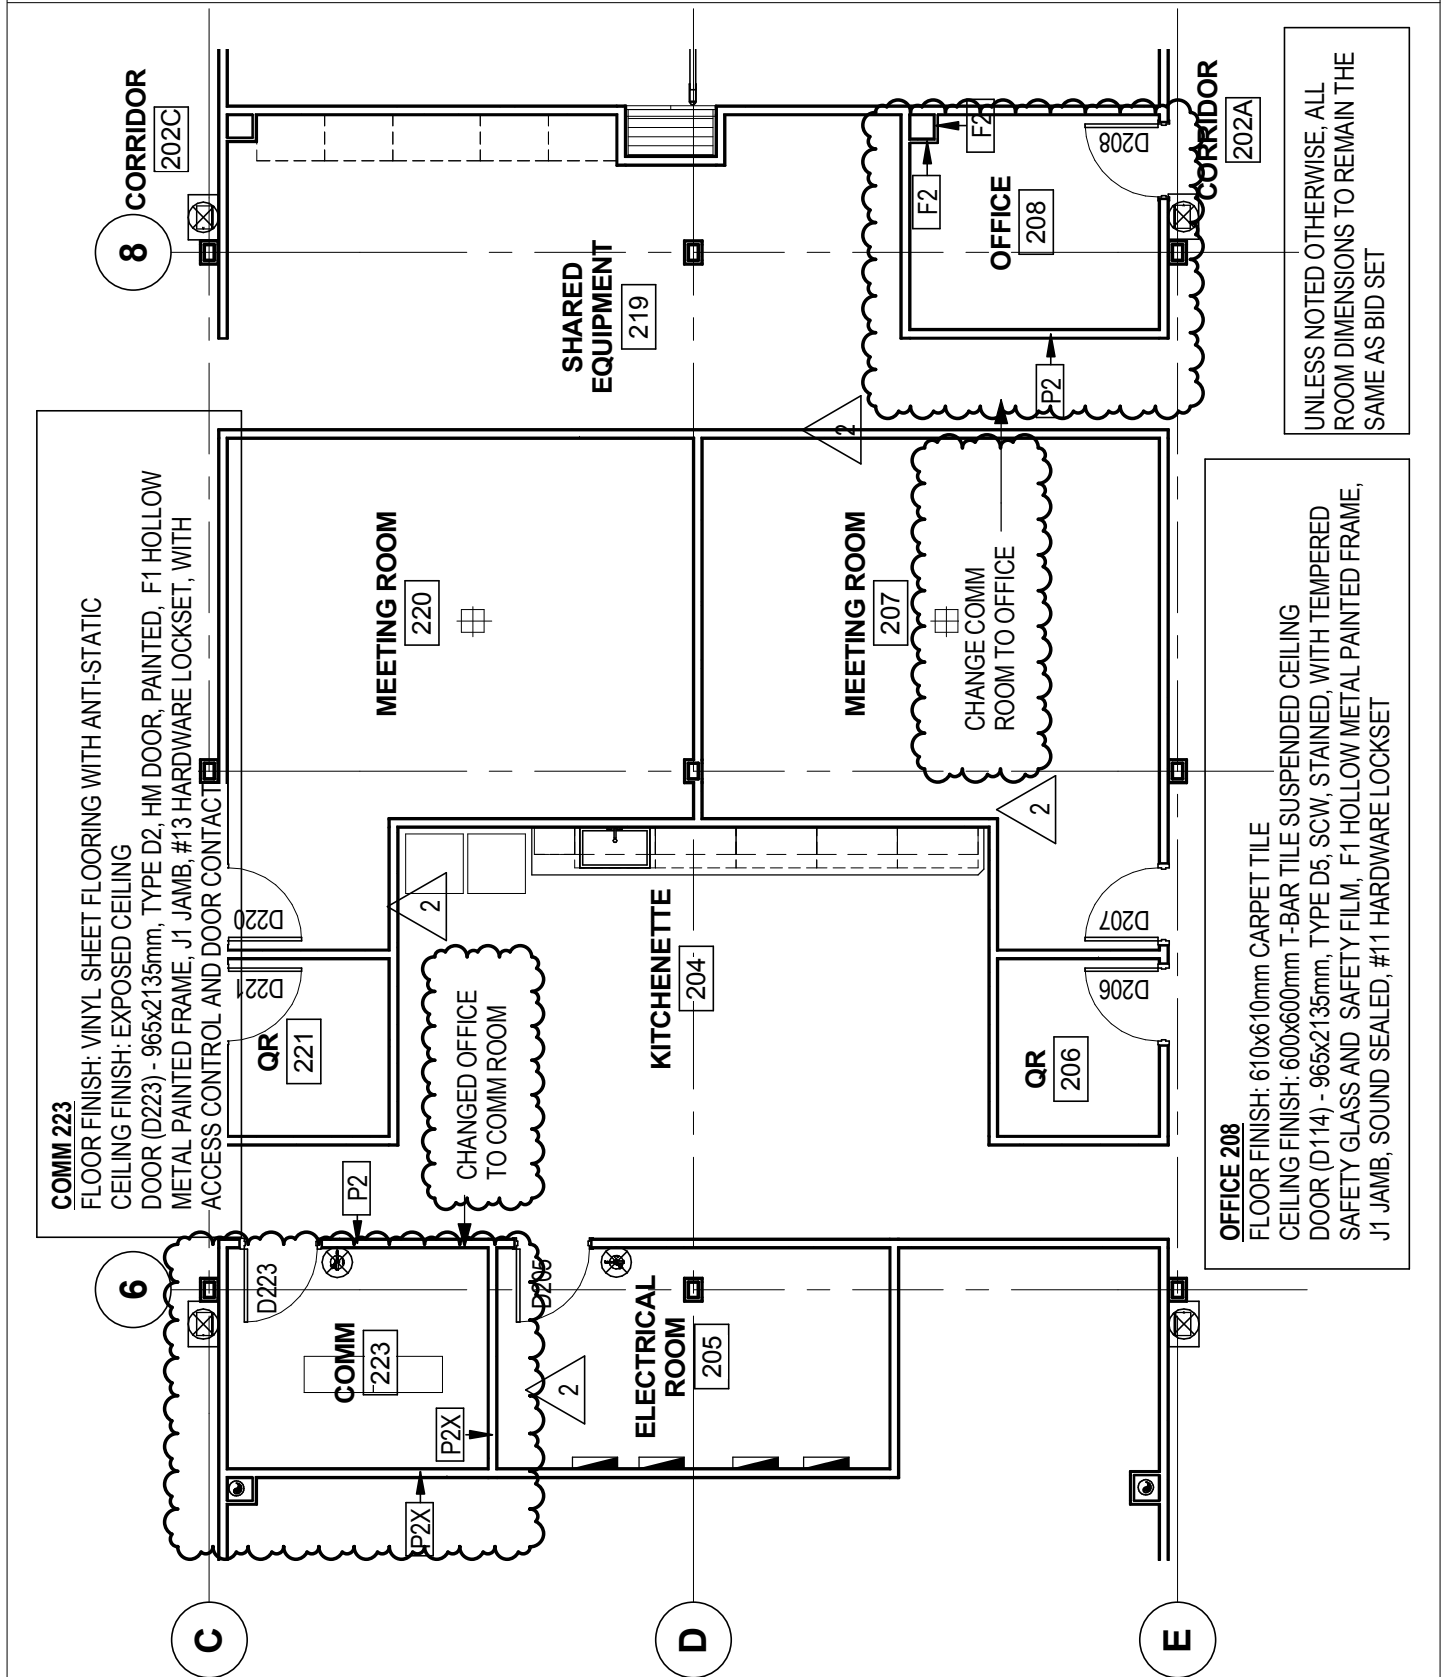 COMM 223
FLOOR FINISH: VINYL SHEET FLOORING WITH ANTI-STATIC
CEILING FINISH: EXPOSED CEILING
DOOR (D223) - 965x2135mm, TYPE D2, HM DOOR, PAINTED, F1 HOLLOW
METAL PAINTED FRAME, J1 JAMB, #13 HARDWARE LOCKSET, WITH
ACCESS CONTROL AND DOOR CONTACT
6
8
CORRIDOR
202C
C
D
E
COMM
223
D223
P2
P2X
P2X
2
D205
ELECTRICAL
ROOM
205
CHANGED OFFICE
TO COMM ROOM
QR
221
D221
D220
2
KITCHENETTE
204
QR
206
D206
D207
2
MEETING ROOM
220
MEETING ROOM
207
CHANGE COMM
ROOM TO OFFICE
2
SHARED
EQUIPMENT
219
OFFICE
208
F2
F2
P2
D208
CORRIDOR
202A
OFFICE 208
FLOOR FINISH: 610x610mm CARPET TILE
CEILING FINISH: 600x600mm T-BAR TILE SUSPENDED CEILING
DOOR (D114) - 965x2135mm, TYPE D5, SCW, STAINED, WITH TEMPERED
SAFETY GLASS AND SAFETY FILM, F1 HOLLOW METAL PAINTED FRAME,
J1 JAMB, SOUND SEALED, #11 HARDWARE LOCKSET
UNLESS NOTED OTHERWISE, ALL
ROOM DIMENSIONS TO REMAIN THE
SAME AS BID SET